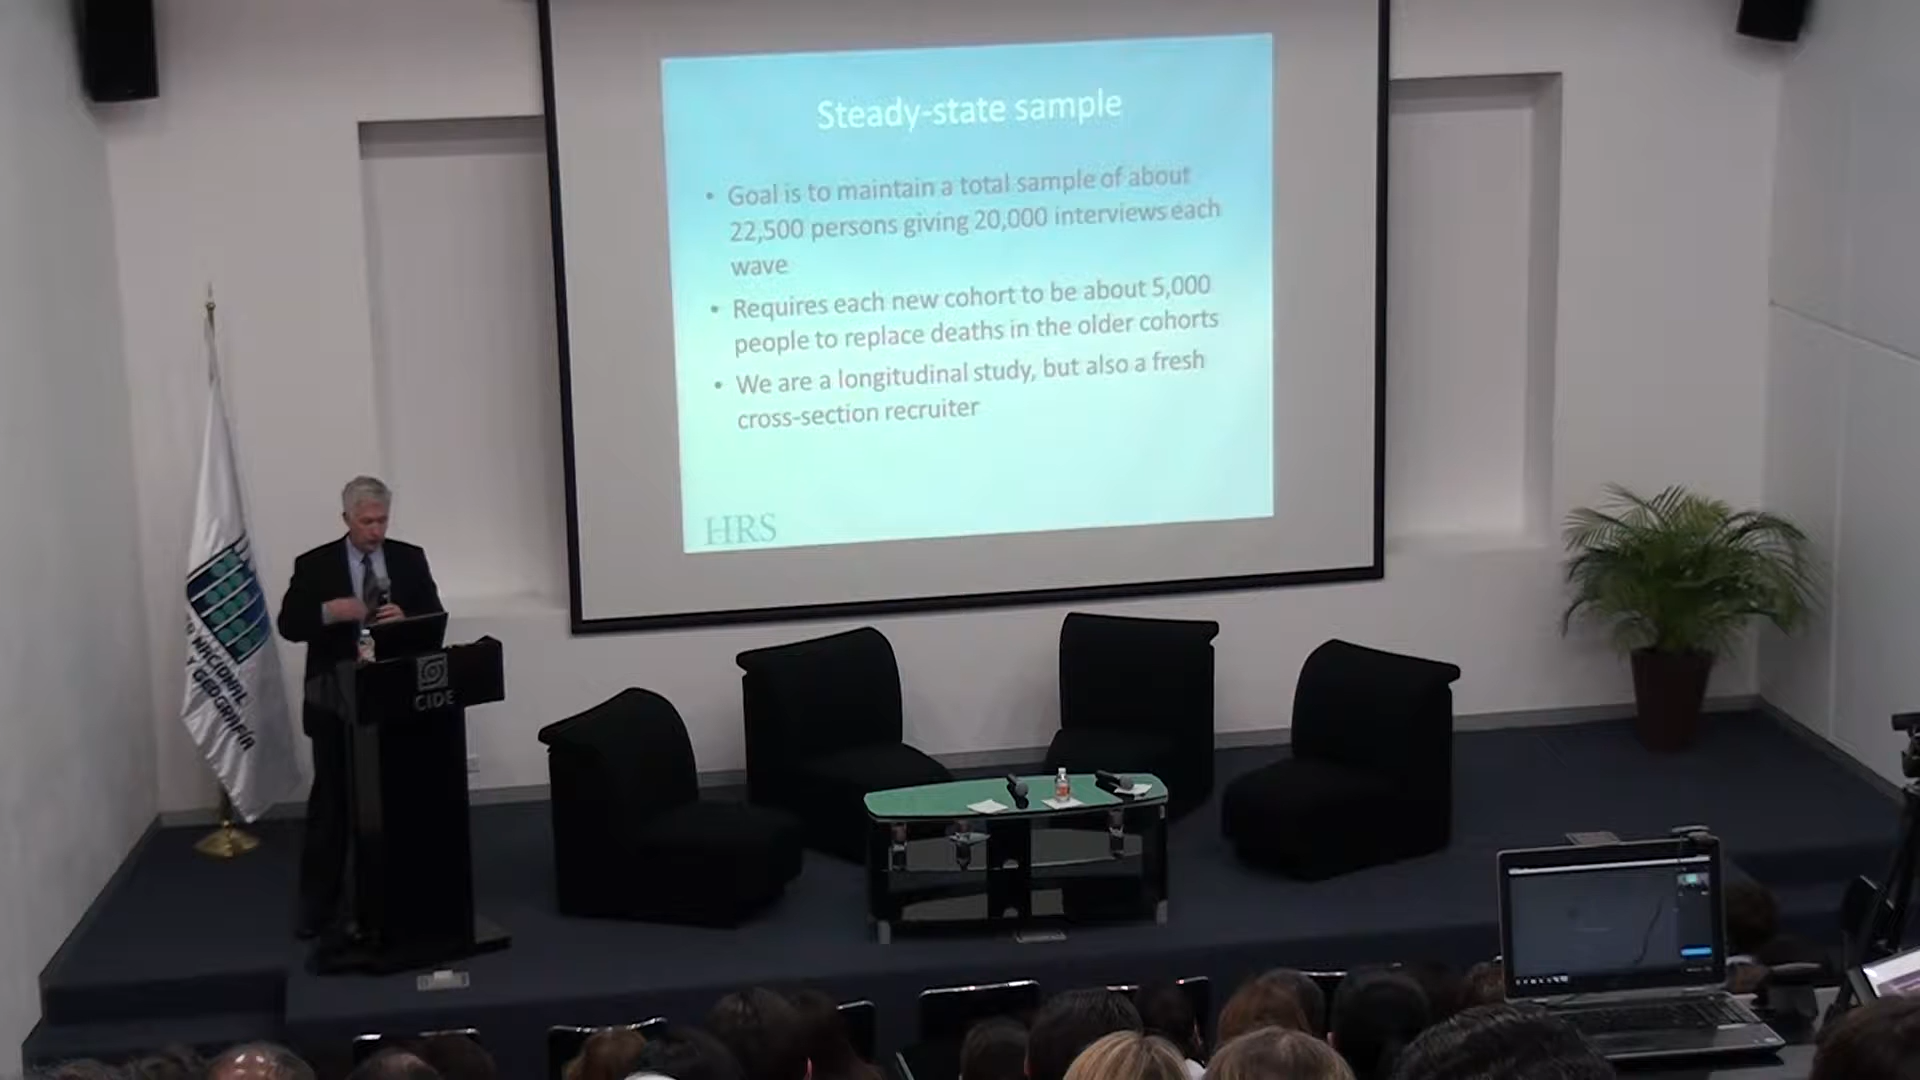 Steady-state sample
• Goal is to maintain a total sample of about
22,500 persons giving 20,000 interviews each
wave
• Requires each new cohort to be about 5,000
people to replace deaths in the older cohorts
• We are a longitudinal study, but also a fresh
cross-section recruiter
HRS
NACIONAL
Y GEOGRAFÍA
CIDE